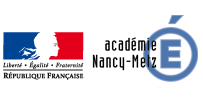 Liberté • Égalité • Fraternité
RÉPUBLIQUE FRANÇAISE
académie
Nancy-Metz
É